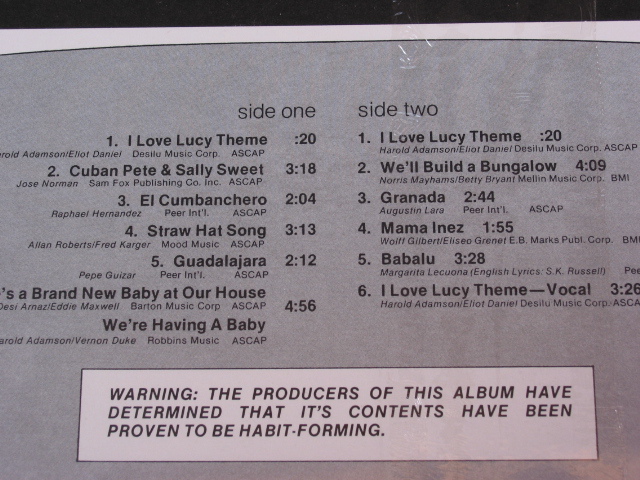 side one
1. I Love Lucy Theme :20
arold Adamson/Eliot Daniel Desilu Music Corp. ASCAP
2. Cuban Pete & Sally Sweet 3:18
Jose Norman Sam Fox Publishing Co. Inc. ASCAP
3. El Cumbanchero 2:04
Raphael Hernandez Peer Int'l. ASCAP
4. Straw Hat Song 3:13
Allan Roberts/Fred Karger Mood Music ASCAP
5. Guadalajara 2:12
Pepe Guizar Peer Int'l. ASCAP
's a Brand New Baby at Our House
Desi Arnaz/Eddie Maxwell Barton Music Corp ASCAP 4:56
We're Having A Baby
arold Adamson/Vernon Duke Robbins Music ASCAP
side two
1. I Love Lucy Theme :20
Harold Adamson/Eliot Daniel Desilu Music Corp. ASCAP
2. We'll Build a Bungalow 4:09
Norris Mayhams/Betty Bryant Mellin Music Corp. BMI
3. Granada 2:44
Augustin Lara Peer Int'l. ASCAP
4. Mama Inez 1:55
Wolff Gilbert/Eliseo Grenet E.B. Marks Publ. Corp. BMI
5. Babalu 3:28
Margarita Lecuona (English Lyrics: S.K. Russell) Pee
6. I Love Lucy Theme—Vocal 3:26
Harold Adamson/Eliot Daniel Desilu Music Corp. ASCA
WARNING: THE PRODUCERS OF THIS ALBUM HAVE
DETERMINED THAT IT'S CONTENTS HAVE BEEN
PROVEN TO BE HABIT-FORMING.